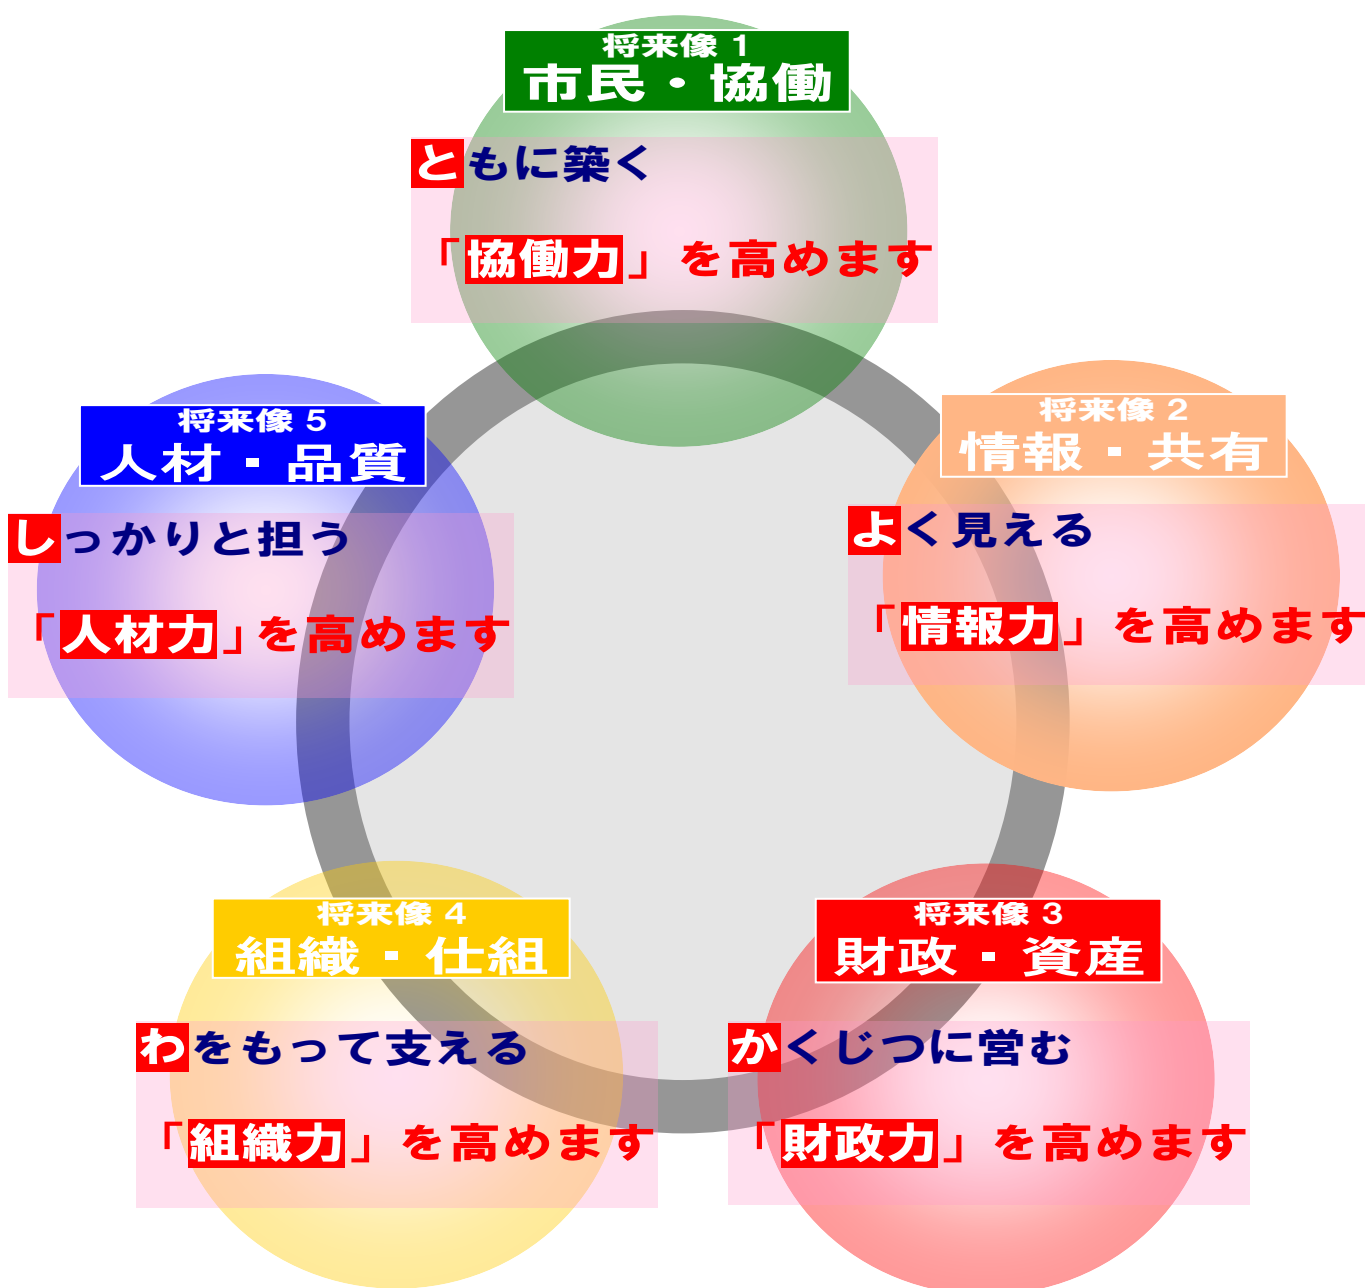 将来像 1
市民・協働
ともに築く
「協働力」を高めます
将来像 2
情報・共有
よく見える
「情報力」を高めます
将来像 3
財政・資産
かくじつに営む
「財政力」を高めます
将来像 4
組織・仕組
わをもって支える
「組織力」を高めます
将来像 5
人材・品質
しっかりと担う
「人材力」を高めます